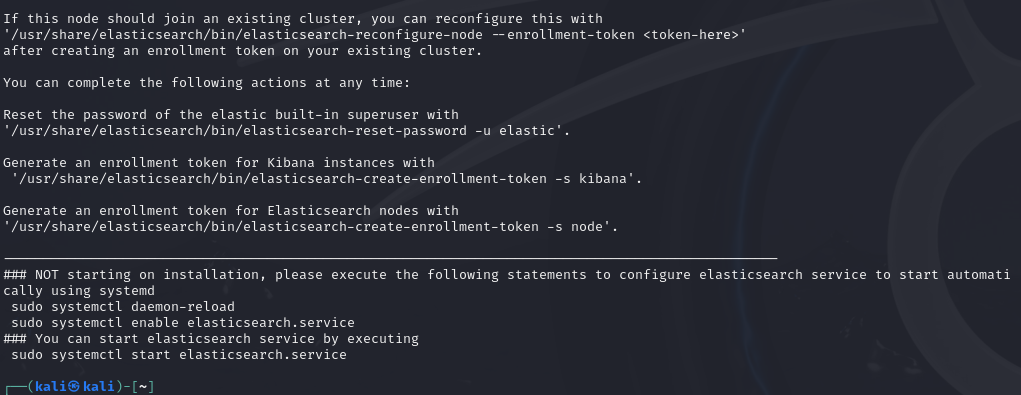 If this node should join an existing cluster, you can reconfigure this with
'/usr/share/elasticsearch/bin/elasticsearch-reconfigure-node --enrollment-token <token-here>'
after creating an enrollment token on your existing cluster.
You can complete the following actions at any time:
Reset the password of the elastic built-in superuser with
'/usr/share/elasticsearch/bin/elasticsearch-reset-password -u elastic'.
Generate an enrollment token for Kibana instances with
 '/usr/share/elasticsearch/bin/elasticsearch-create-enrollment-token -s kibana'.
Generate an enrollment token for Elasticsearch nodes with
'/usr/share/elasticsearch/bin/elasticsearch-create-enrollment-token -s node'.
-------------------------------------------------------------------------------------------------
### NOT starting on installation, please execute the following statements to configure elasticsearch service to start automati
cally using systemd
 sudo systemctl daemon-reload
 sudo systemctl enable elasticsearch.service
### You can start elasticsearch service by executing
 sudo systemctl start elasticsearch.service
┌──(kali㉿kali)-[~]